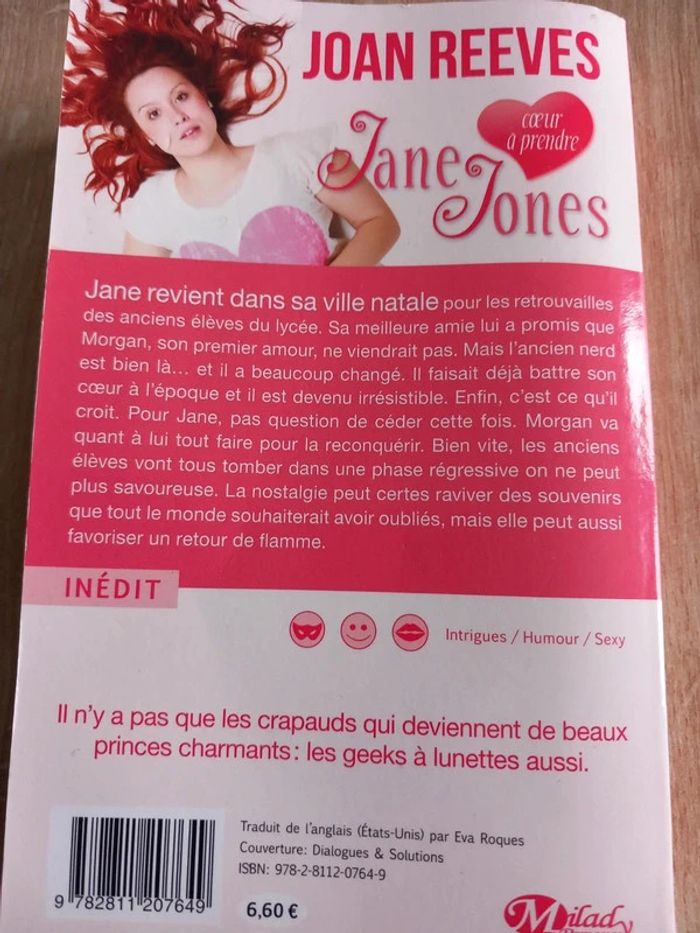 JOAN REEVES
Jane
Jones
cœur
à prendre
Jane revient dans sa ville natale pour les retrouvailles
des anciens élèves du lycée. Sa meilleure amie lui a promis que
Morgan, son premier amour, ne viendrait pas. Mais l'ancien nerd
est bien là... et il a beaucoup changé. Il faisait déjà battre son
cœur à l'époque et il est devenu irrésistible. Enfin, c'est ce qu'il
croit. Pour Jane, pas question de céder cette fois. Morgan va
quant à lui tout faire pour la reconquérir. Bien vite, les anciens
élèves vont tous tomber dans une phase régressive on ne peut
plus savoureuse. La nostalgie peut certes raviver des souvenirs
que tout le monde souhaiterait avoir oubliés, mais elle peut aussi
favoriser un retour de flamme.
INÉDIT
Intrigues / Humour / Sexy
Il n'y a pas que les crapauds qui deviennent de beaux
princes charmants : les geeks à lunettes aussi.
Traduit de l'anglais (États-Unis) par Eva Roques
Couverture: Dialogues & Solutions
ISBN: 978-2-8112-0764-9
9 782811 207649
6,60 €
Milady